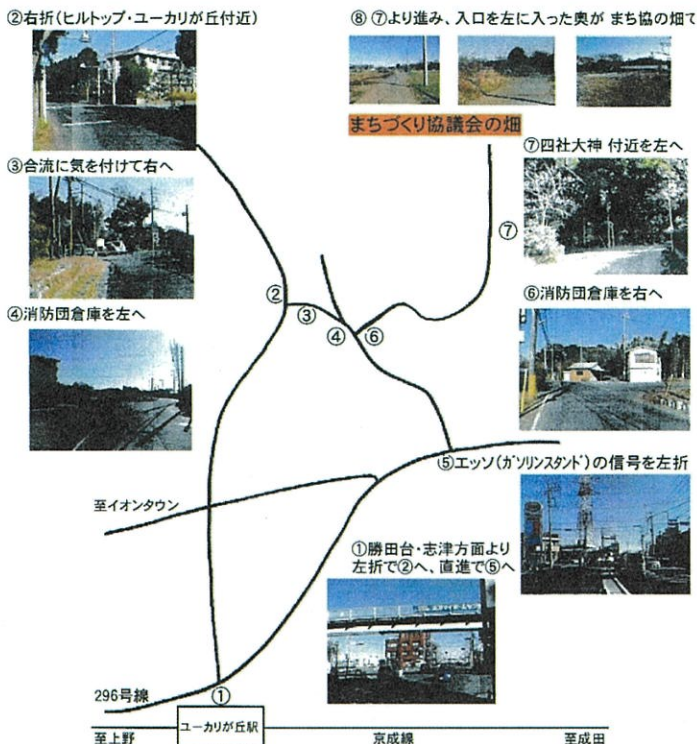 ②右折(ヒルトップ・ユーカリが丘付近)
⑧ ⑦より進み、入口を左に入った奥が まち協の畑て
まちづくり協議会の畑
③合流に気を付けて右へ
⑦四社大神 付近を左へ
⑦
②
③
④
⑥
④消防団倉庫を左へ
⑥消防団倉庫を右へ
⑤エッソ(ガソリンスタンド)の信号を左折
至イオンタウン
①勝田台・志津方面より
左折で②へ、直進で⑤へ
296号線
①
ユーカリが丘駅
至上野
京成線
至成田